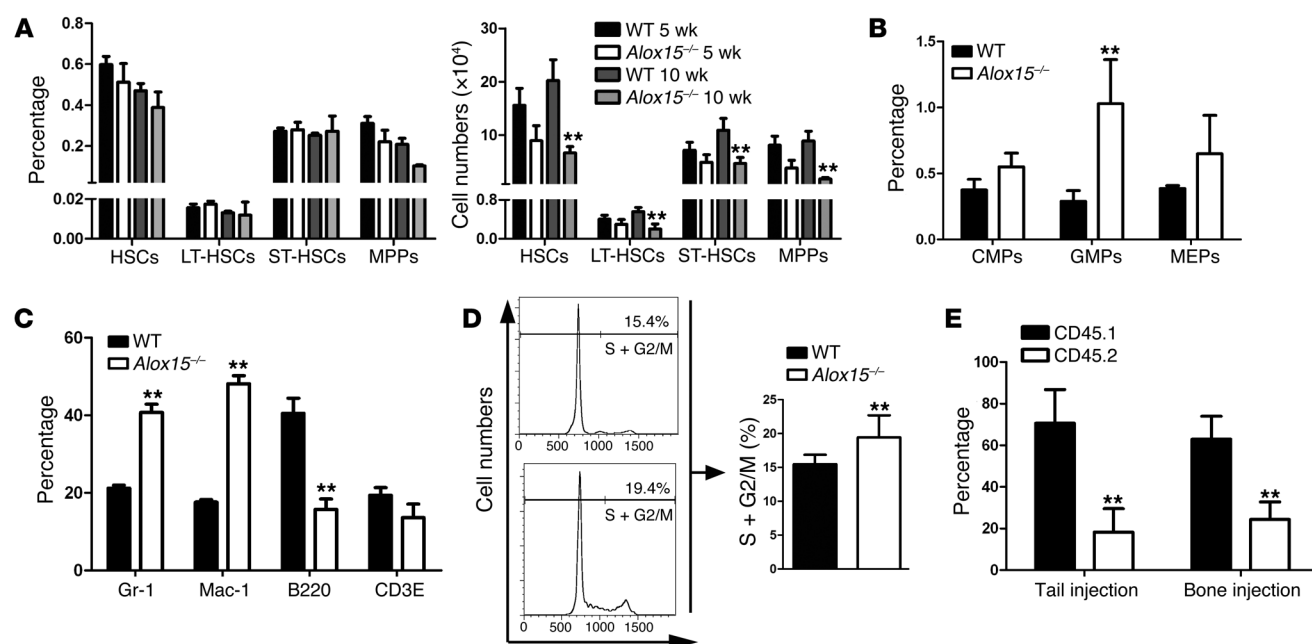 A
Percentage
0.8
0.6
0.4
0.2
0.02
0.00
HSCs LT-HSCs ST-HSCs MPPs
Cell numbers (×10⁴)
30
20
10
0.8
0.0
WT 5 wk
Alox15⁻/⁻ 5 wk
WT 10 wk
Alox15⁻/⁻ 10 wk
** ** ** **
HSCs LT-HSCs ST-HSCs MPPs
B
WT
Alox15⁻/⁻
Percentage
1.5
1.0
0.5
0.0
**
CMPs GMPs MEPs
C
WT
Alox15⁻/⁻
Percentage
60
40
20
0
** ** **
Gr-1 Mac-1 B220 CD3E
D
Cell numbers
15.4%
S + G2/M
0 500 1000 1500
19.4%
S + G2/M
0 500 1000 1500
WT
Alox15⁻/⁻
S + G2/M (%)
25
20
15
10
5
0
**
E
CD45.1
CD45.2
Percentage
100
80
60
40
20
0
** **
Tail injection Bone injection